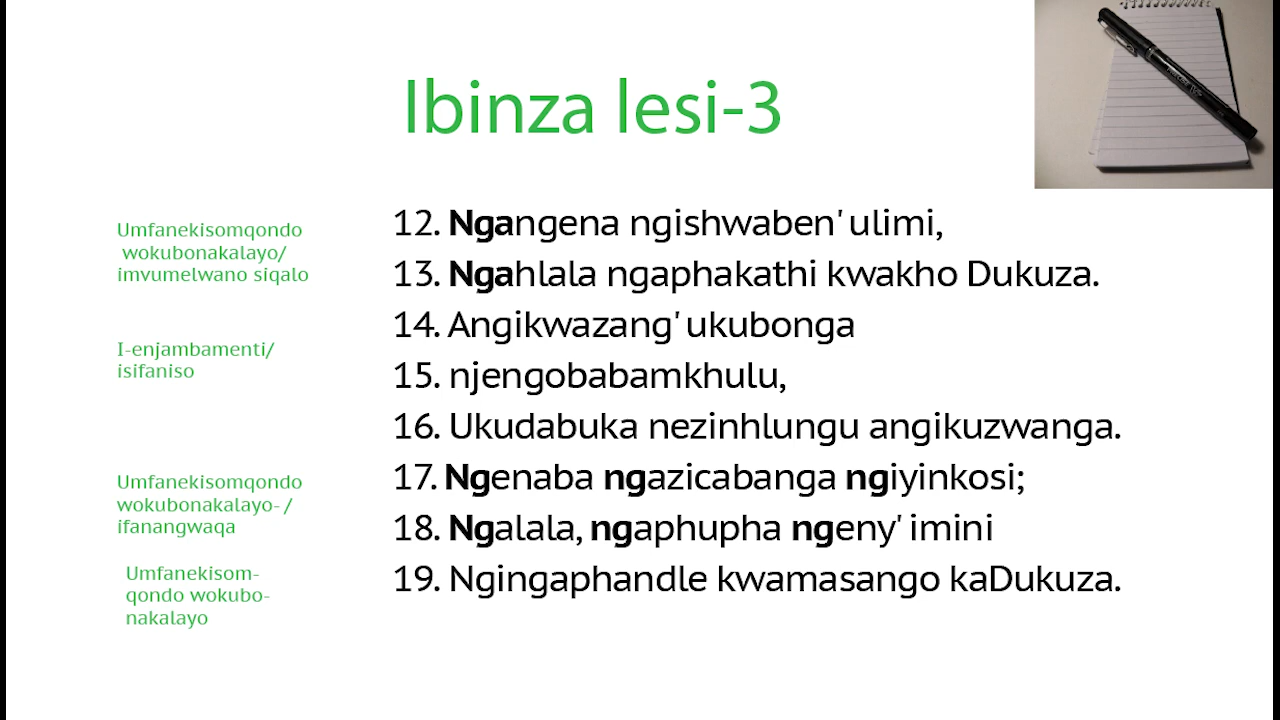 Ibinza lesi-3
Umfanekisomqondo
wokubonakalayo/
imvumelwano siqalo
I-enjambamenti/
isifaniso
Umfanekisomqondo
wokubonakalayo- /
ifanangwaqa
Umfanekisom-
qondo wokubo-
nakalayo
12. Ngangena ngishwaben' ulimi,
13. Ngahlala ngaphakathi kwakho Dukuza.
14. Angikwazang' ukubonga
15. njengobabamkhulu,
16. Ukudabuka nezinhlungu angikuzwanga.
17. Ngenaba ngazicabanga ngiyinkosi;
18. Ngalala, ngaphupha ngeny' imini
19. Ngingaphandle kwamasango kaDukuza.